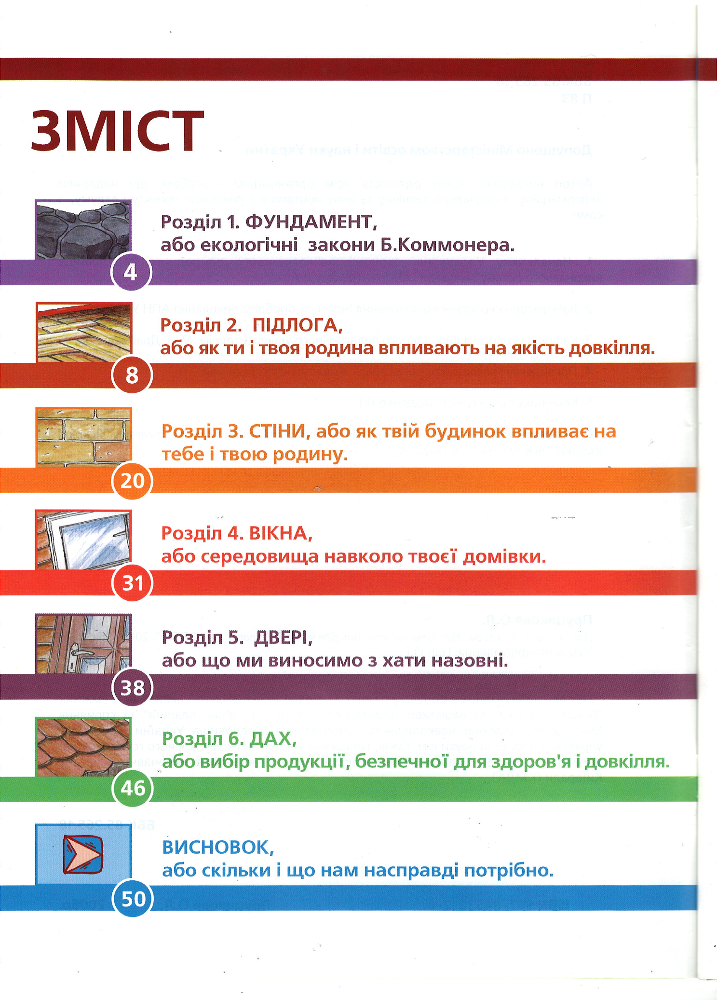 ЗМІСТ
Розділ 1. ФУНДАМЕНТ,
або екологічні закони Б.Коммонера.
4
Розділ 2. ПІДЛОГА,
або як ти і твоя родина впливають на якість довкілля.
8
Розділ 3. СТІНИ, або як твій будинок впливає на
тебе і твою родину.
20
Розділ 4. ВІКНА,
або середовища навколо твоєї домівки.
31
Розділ 5. ДВЕРІ,
або що ми виносимо з хати назовні.
38
Розділ 6. ДАХ,
або вибір продукції, безпечної для здоров'я і довкілля.
46
ВИСНОВОК,
або скільки і що нам насправді потрібно.
50